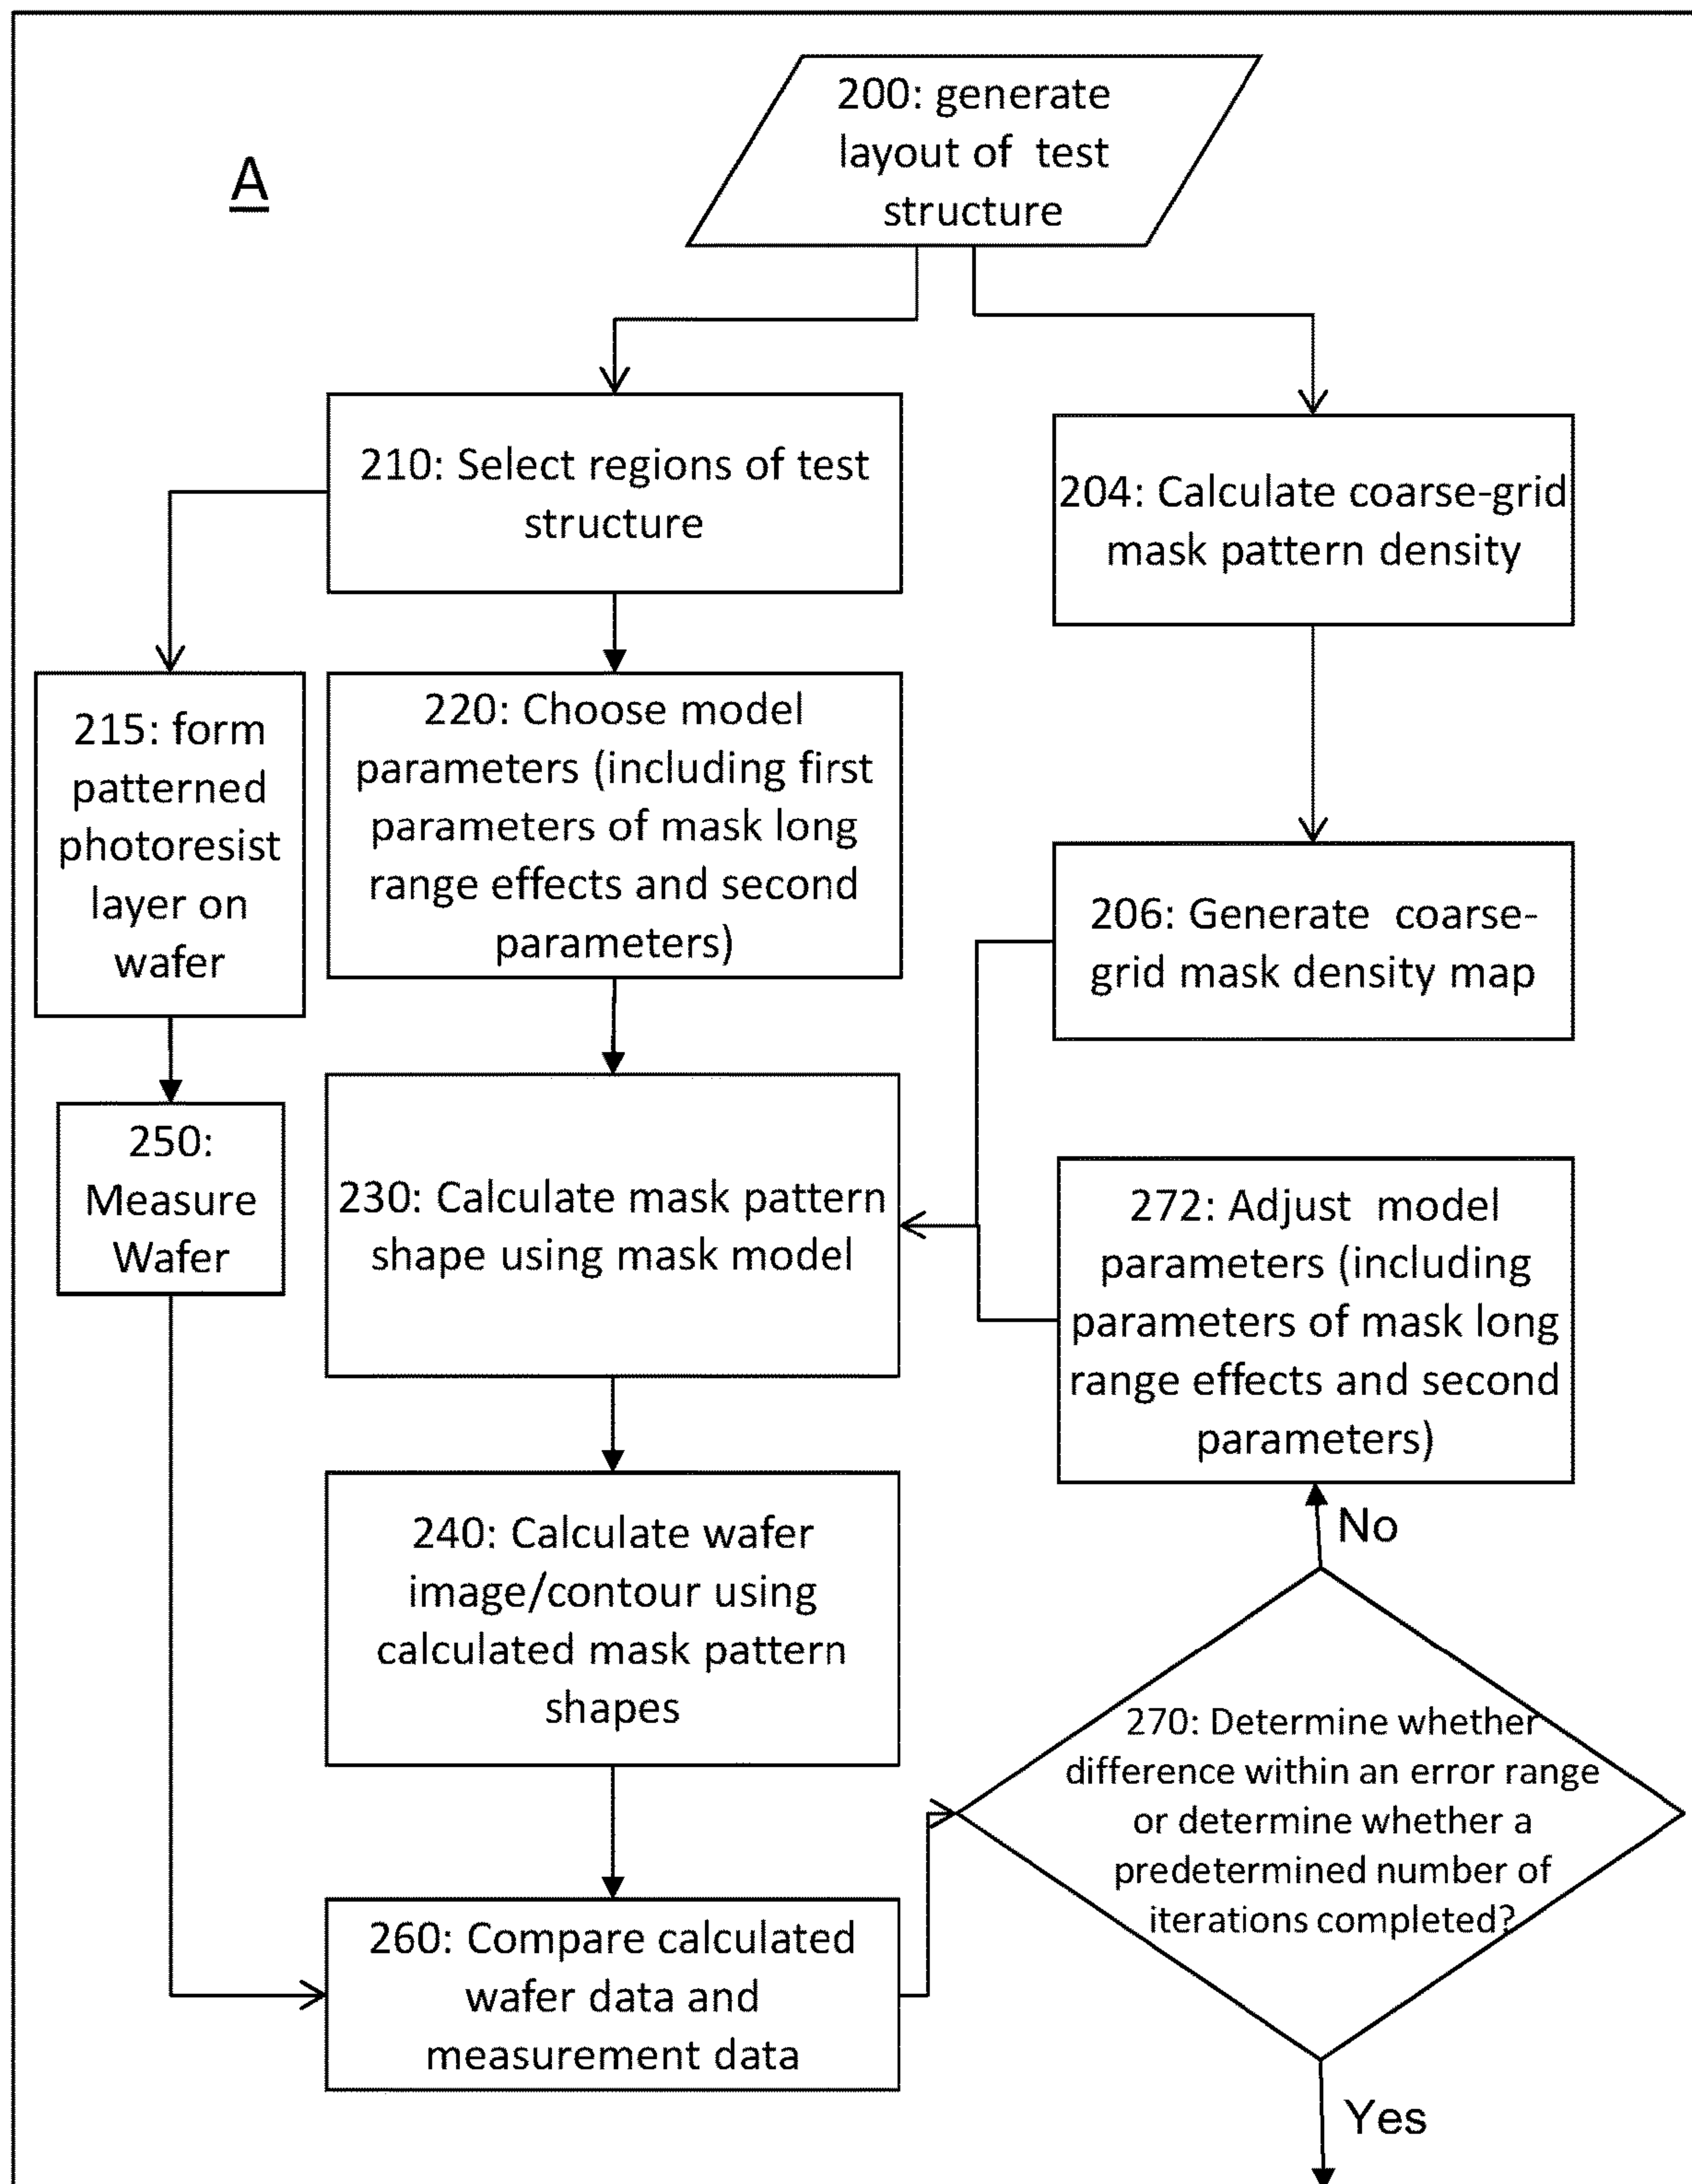 200: generate
layout of test
structure
A
210: Select regions of test
structure
204: Calculate coarse-grid
mask pattern density
215: form
patterned
photoresist
layer on
wafer
220: Choose model
parameters (including first
parameters of mask long
range effects and second
parameters)
206: Generate coarse-
grid mask density map
250:
Measure
Wafer
230: Calculate mask pattern
shape using mask model
272: Adjust model
parameters (including
parameters of mask long
range effects and second
parameters)
No
240: Calculate wafer
image/contour using
calculated mask pattern
shapes
270: Determine whether
difference within an error range
or determine whether a
predetermined number of
iterations completed?
260: Compare calculated
wafer data and
measurement data
Yes